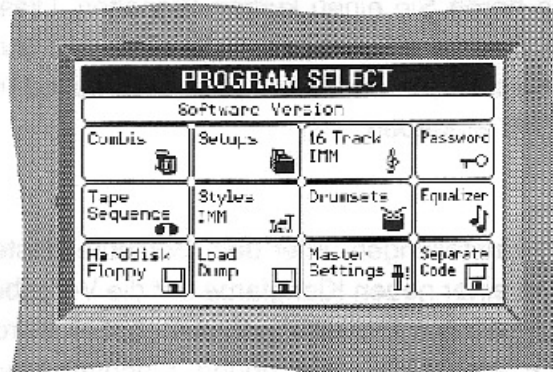 PROGRAM SELECT
Software Version
Combis
Setups
16 Track
IMM
Password
Tape
Sequence
Styles
IMM
Drumsets
Equalizer
Harddisk
Floppy
Load
Dump
Master
Settings
Separate
Code